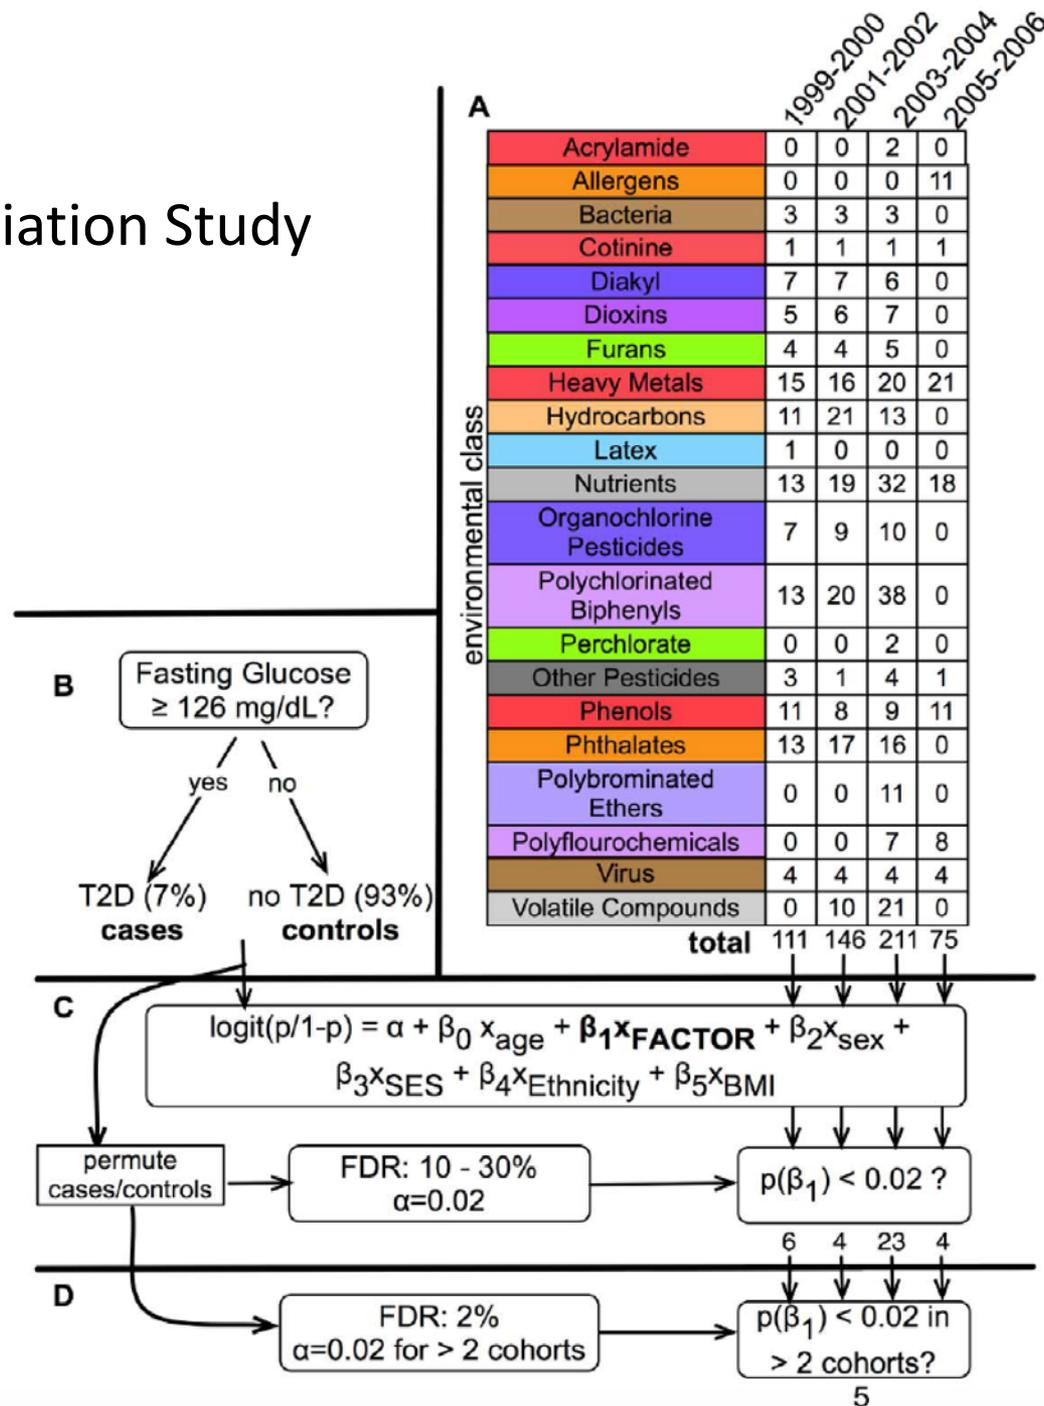 iation Study
A
1999-2000
2001-2002
2003-2004
2005-2006
environmental class
Acrylamide 0 0 2 0
Allergens 0 0 0 11
Bacteria 3 3 3 0
Cotinine 1 1 1 1
Diakyl 7 7 6 0
Dioxins 5 6 7 0
Furans 4 4 5 0
Heavy Metals 15 16 20 21
Hydrocarbons 11 21 13 0
Latex 1 0 0 0
Nutrients 13 19 32 18
Organochlorine
Pesticides 7 9 10 0
Polychlorinated
Biphenyls 13 20 38 0
Perchlorate 0 0 2 0
Other Pesticides 3 1 4 1
Phenols 11 8 9 11
Phthalates 13 17 16 0
Polybrominated
Ethers 0 0 11 0
Polyflourochemicals 0 0 7 8
Virus 4 4 4 4
Volatile Compounds 0 10 21 0
total 111 146 211 75
B
Fasting Glucose
≥ 126 mg/dL?
yes no
T2D (7%) no T2D (93%)
cases controls
C
logit(p/1-p) = α + β0 xage + β1xFACTOR + β2xsex +
β3xSES + β4xEthnicity + β5xBMI
permute
cases/controls
FDR: 10 - 30%
α=0.02
p(β1) < 0.02 ?
6 4 23 4
D
FDR: 2%
α=0.02 for > 2 cohorts
p(β1) < 0.02 in
> 2 cohorts?
5